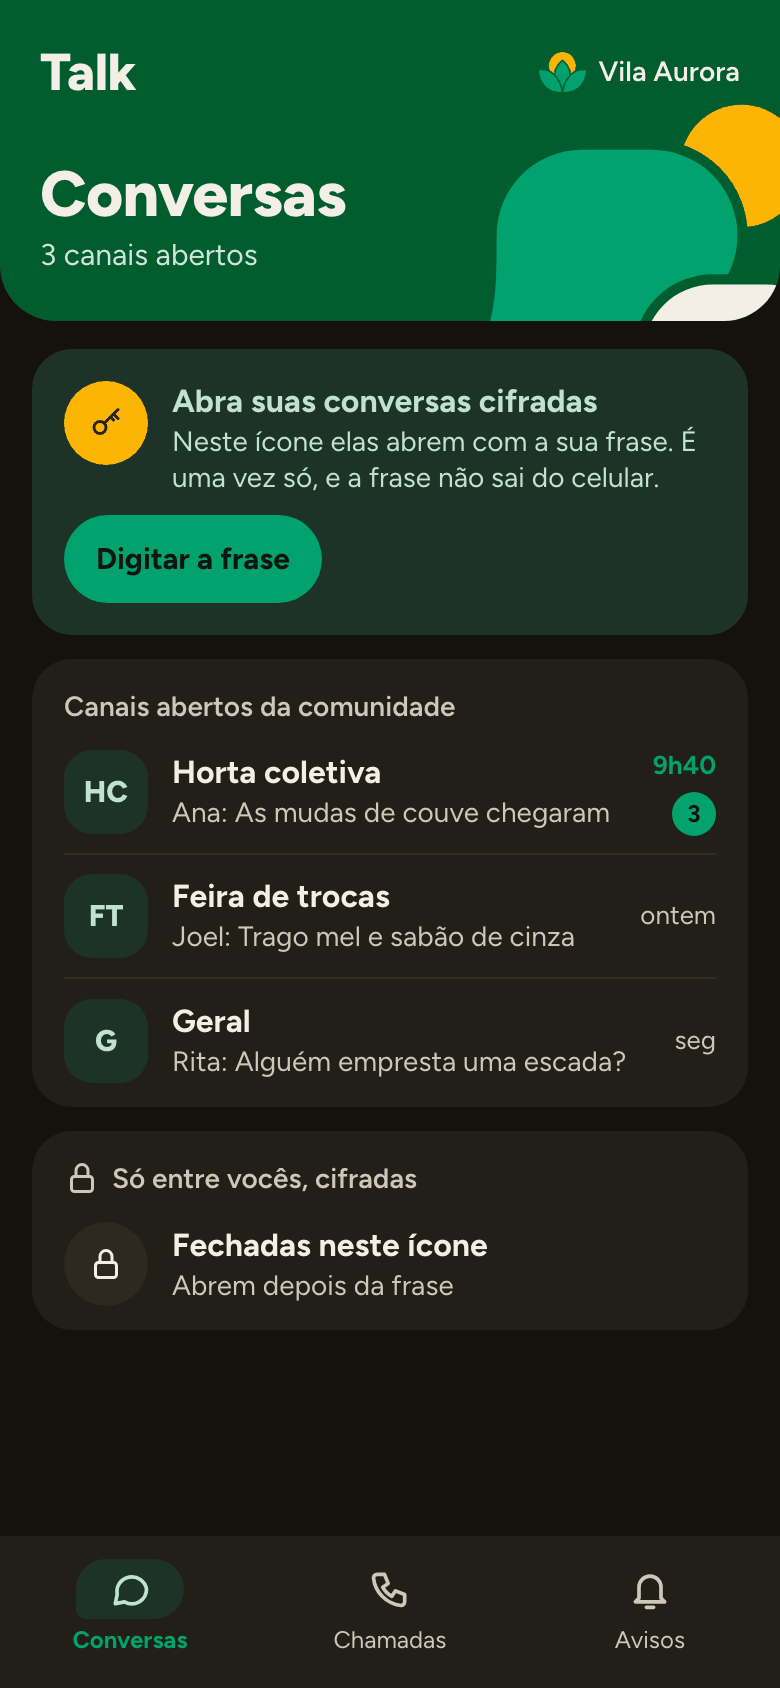 Talk
Vila Aurora
Conversas
3 canais abertos
Abra suas conversas cifradas
Neste ícone elas abrem com a sua frase. É
uma vez só, e a frase não sai do celular.
Digitar a frase
Canais abertos da comunidade
HC
Horta coletiva
9h40
Ana: As mudas de couve chegaram
3
FT
Feira de trocas
Joel: Trago mel e sabão de cinza
ontem
G
Geral
Rita: Alguém empresta uma escada?
seg
Só entre vocês, cifradas
Fechadas neste ícone
Abrem depois da frase
Conversas
Chamadas
Avisos